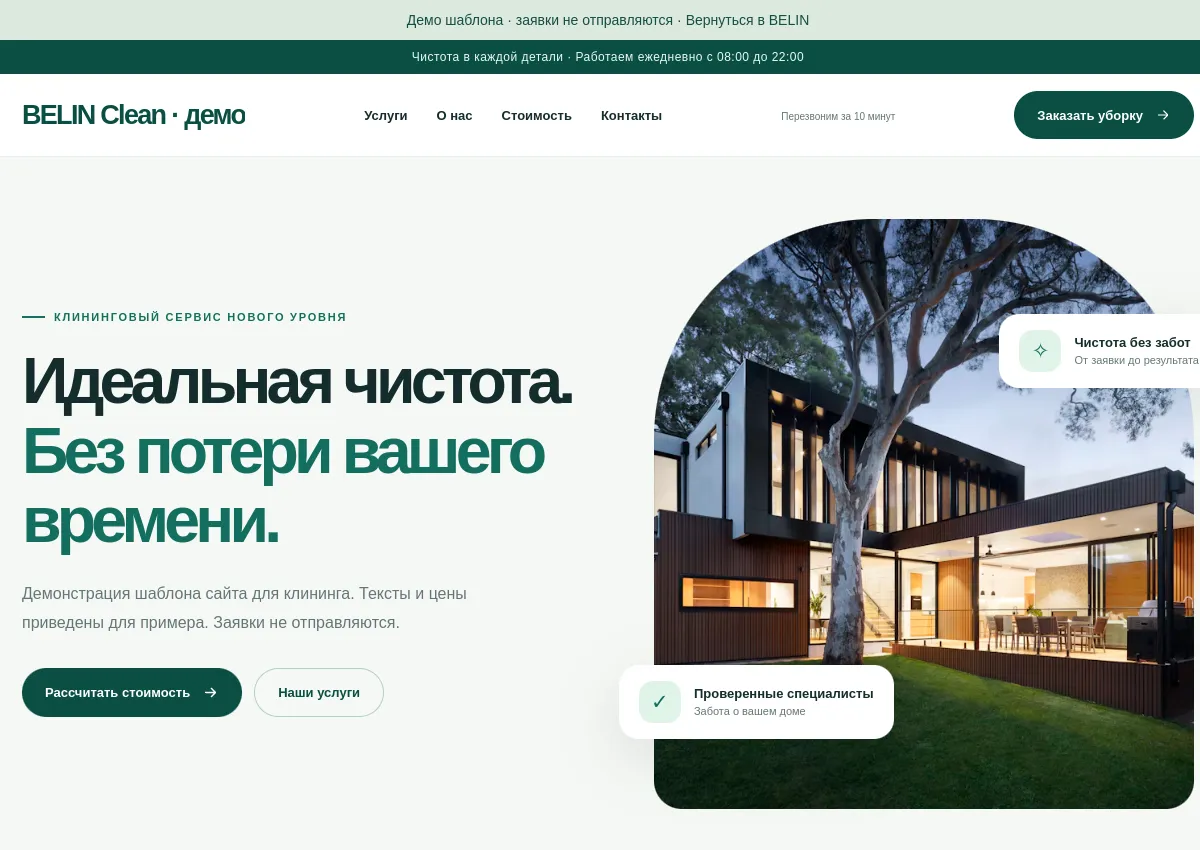 Демо шаблона · заявки не отправляются · Вернуться в BELIN
Чистота в каждой детали · Работаем ежедневно с 08:00 до 22:00
BELIN Clean · демо
Услуги
О нас
Стоимость
Контакты
Перезвоним за 10 минут
Заказать уборку
КЛИНИНГОВЫЙ СЕРВИС НОВОГО УРОВНЯ
Идеальная чистота.
Без потери вашего
времени.
Демонстрация шаблона сайта для клининга. Тексты и цены
приведены для примера. Заявки не отправляются.
Рассчитать стоимость
Наши услуги
Чистота без забот
От заявки до результата
Проверенные специалисты
Забота о вашем доме